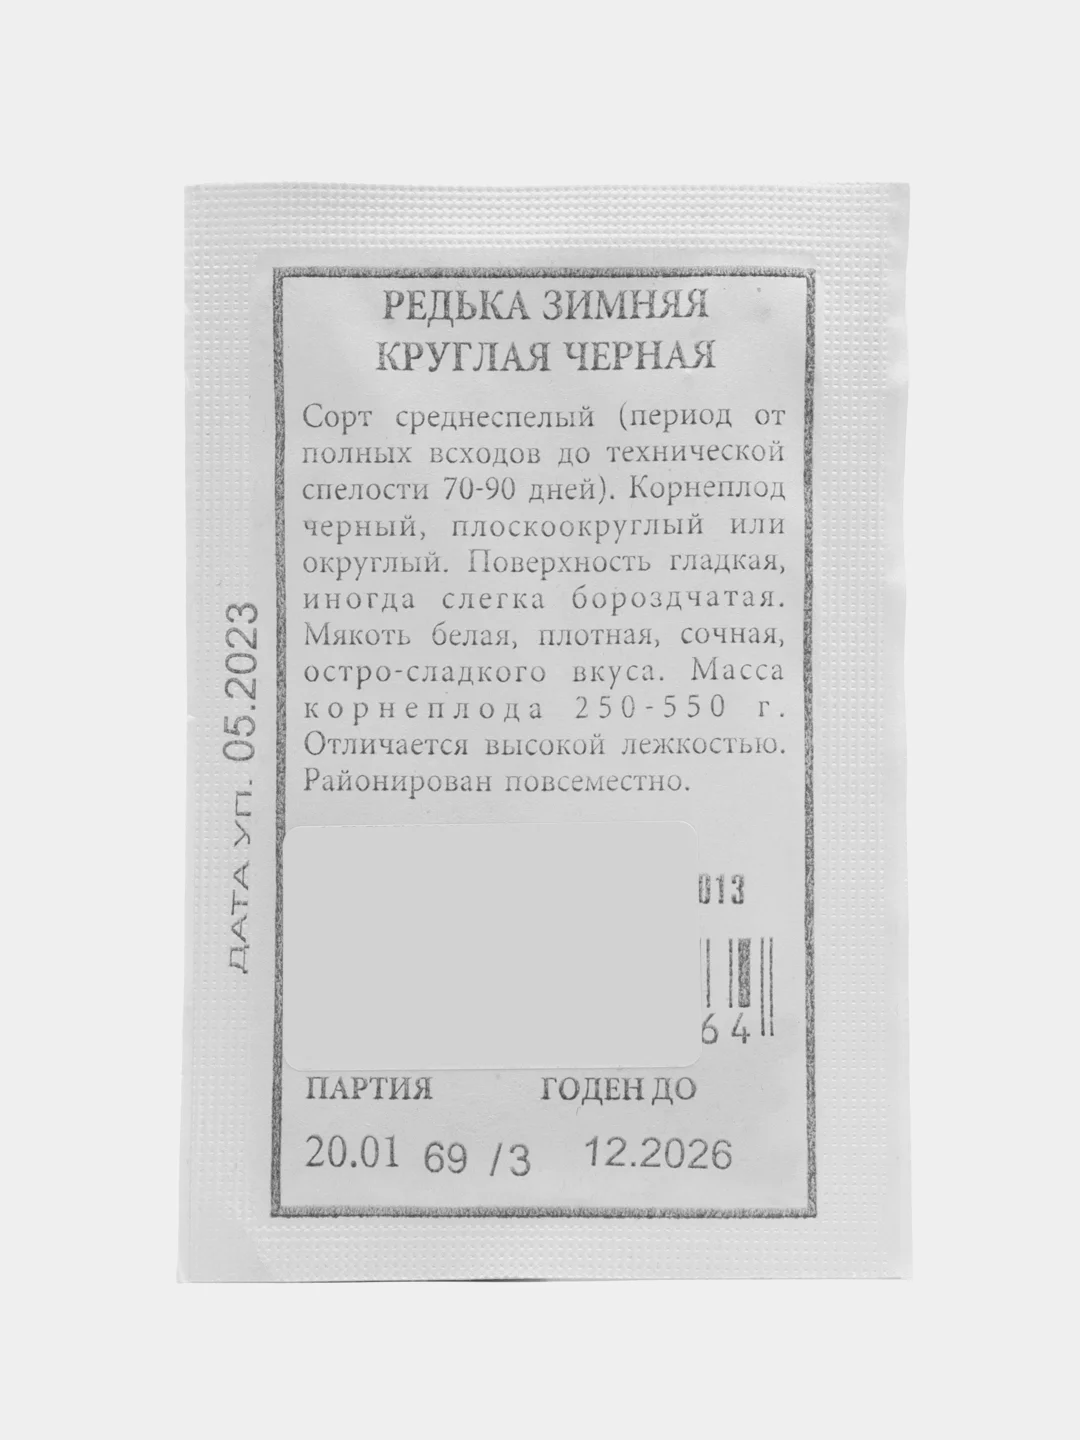 РЕДЬКА ЗИМНЯЯ
КРУГЛАЯ ЧЕРНАЯ
Сорт среднеспелый (период от
полных всходов до технической
спелости 70-90 дней). Корнеплод
черный, плоскоокруглый или
округлый. Поверхность гладкая,
иногда слегка бороздчатая.
Мякоть белая, плотная, сочная,
остро-сладкого вкуса. Масса
корнеплода 250-550 г.
Отличается высокой лежкостью.
Районирован повсеместно.
013
64
ПАРТИЯ ГОДЕН ДО
20.01 69 /3 12.2026
ДАТА УП. 05.2023